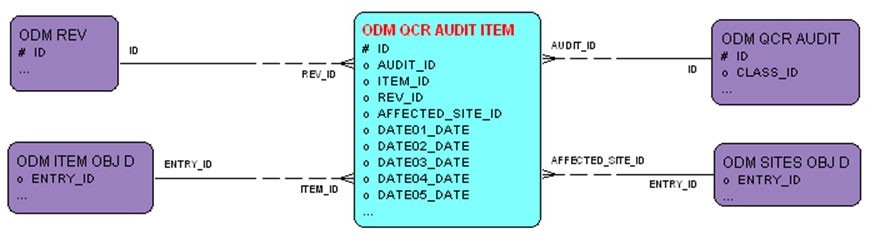 ODM REV
# ID
...
ID
REV_ID
ODM ITEM OBJ D
o ENTRY_ID
...
ENTRY_ID
ITEM_ID
ODM QCR AUDIT ITEM
# ID
o AUDIT_ID
o ITEM_ID
o REV_ID
o AFFECTED_SITE_ID
o DATE01_DATE
o DATE02_DATE
o DATE03_DATE
o DATE04_DATE
o DATE05_DATE
...
AUDIT_ID
ID
ODM QCR AUDIT
# ID
o CLASS_ID
...
AFFECTED_SITE_ID
ENTRY_ID
ODM SITES OBJ D
o ENTRY_ID
...